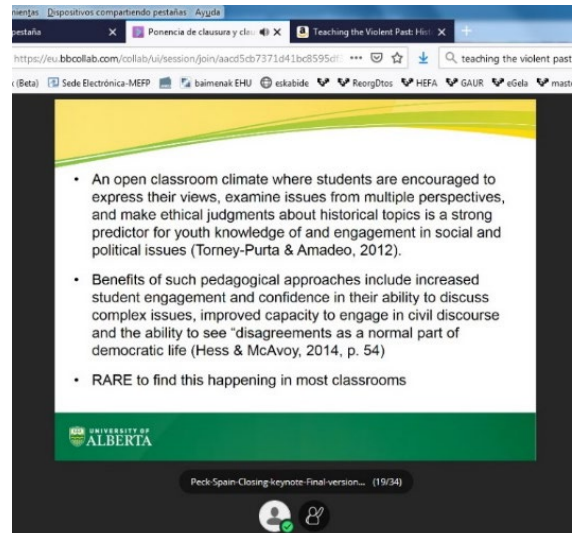 mientas Dispositivos compartiendo pestañas Ayuda
pestaña Ponencia de clausura y clau Teaching the Violent Past: Hist
https://eu.bbcollab.com/collab/ui/session/join/aacd5cb7371d41bc8595df teaching the violent past
(Beta) Sede Electrónica-MEFP baimenak EHU eskabide ReorgDtos HEFA GAUR eGela maste
• An open classroom climate where students are encouraged to
express their views, examine issues from multiple perspectives,
and make ethical judgments about historical topics is a strong
predictor for youth knowledge of and engagement in social and
political issues (Torney-Purta & Amadeo, 2012).
• Benefits of such pedagogical approaches include increased
student engagement and confidence in their ability to discuss
complex issues, improved capacity to engage in civil discourse
and the ability to see “disagreements as a normal part of
democratic life (Hess & McAvoy, 2014, p. 54)
• RARE to find this happening in most classrooms
UNIVERSITY OF
ALBERTA
Peck-Spain-Closing-keynote-Final-version... (19/34)